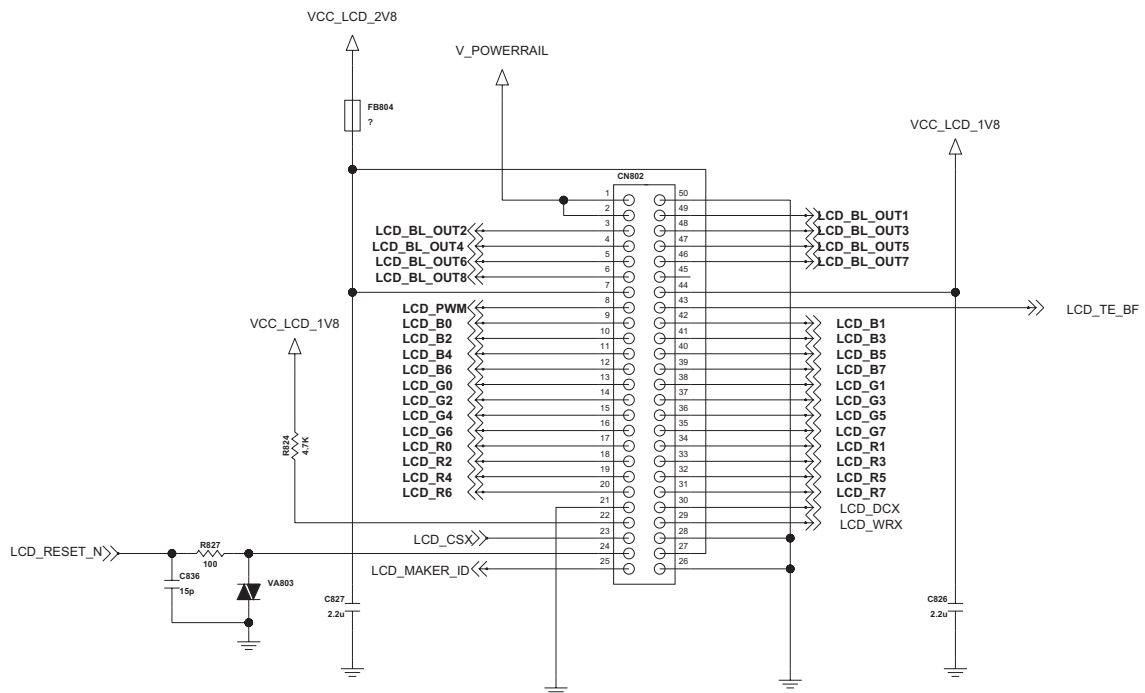 VCC_LCD_2V8
V_POWERRAIL
FB804
?
VCC_LCD_1V8
CN802
1 50
2 49 LCD_BL_OUT1
LCD_BL_OUT2 3 48 LCD_BL_OUT3
LCD_BL_OUT4 4 47 LCD_BL_OUT5
LCD_BL_OUT6 5 46 LCD_BL_OUT7
LCD_BL_OUT8 6 45
7 44
LCD_PWM 8 43 LCD_TE_BF
VCC_LCD_1V8
LCD_B0 9 42 LCD_B1
LCD_B2 10 41 LCD_B3
LCD_B4 11 40 LCD_B5
LCD_B6 12 39 LCD_B7
LCD_G0 13 38 LCD_G1
LCD_G2 14 37 LCD_G3
LCD_G4 15 36 LCD_G5
LCD_G6 16 35 LCD_G7
R824
4.7K
LCD_R0 17 34 LCD_R1
LCD_R2 18 33 LCD_R3
LCD_R4 19 32 LCD_R5
LCD_R6 20 31 LCD_R7
21 30 LCD_DCX
22 29 LCD_WRX
LCD_CSX 23 28
LCD_RESET_N R827 24 27
100
LCD_MAKER_ID 25 26
C836
15p
VA803
C827
2.2u
C826
2.2u